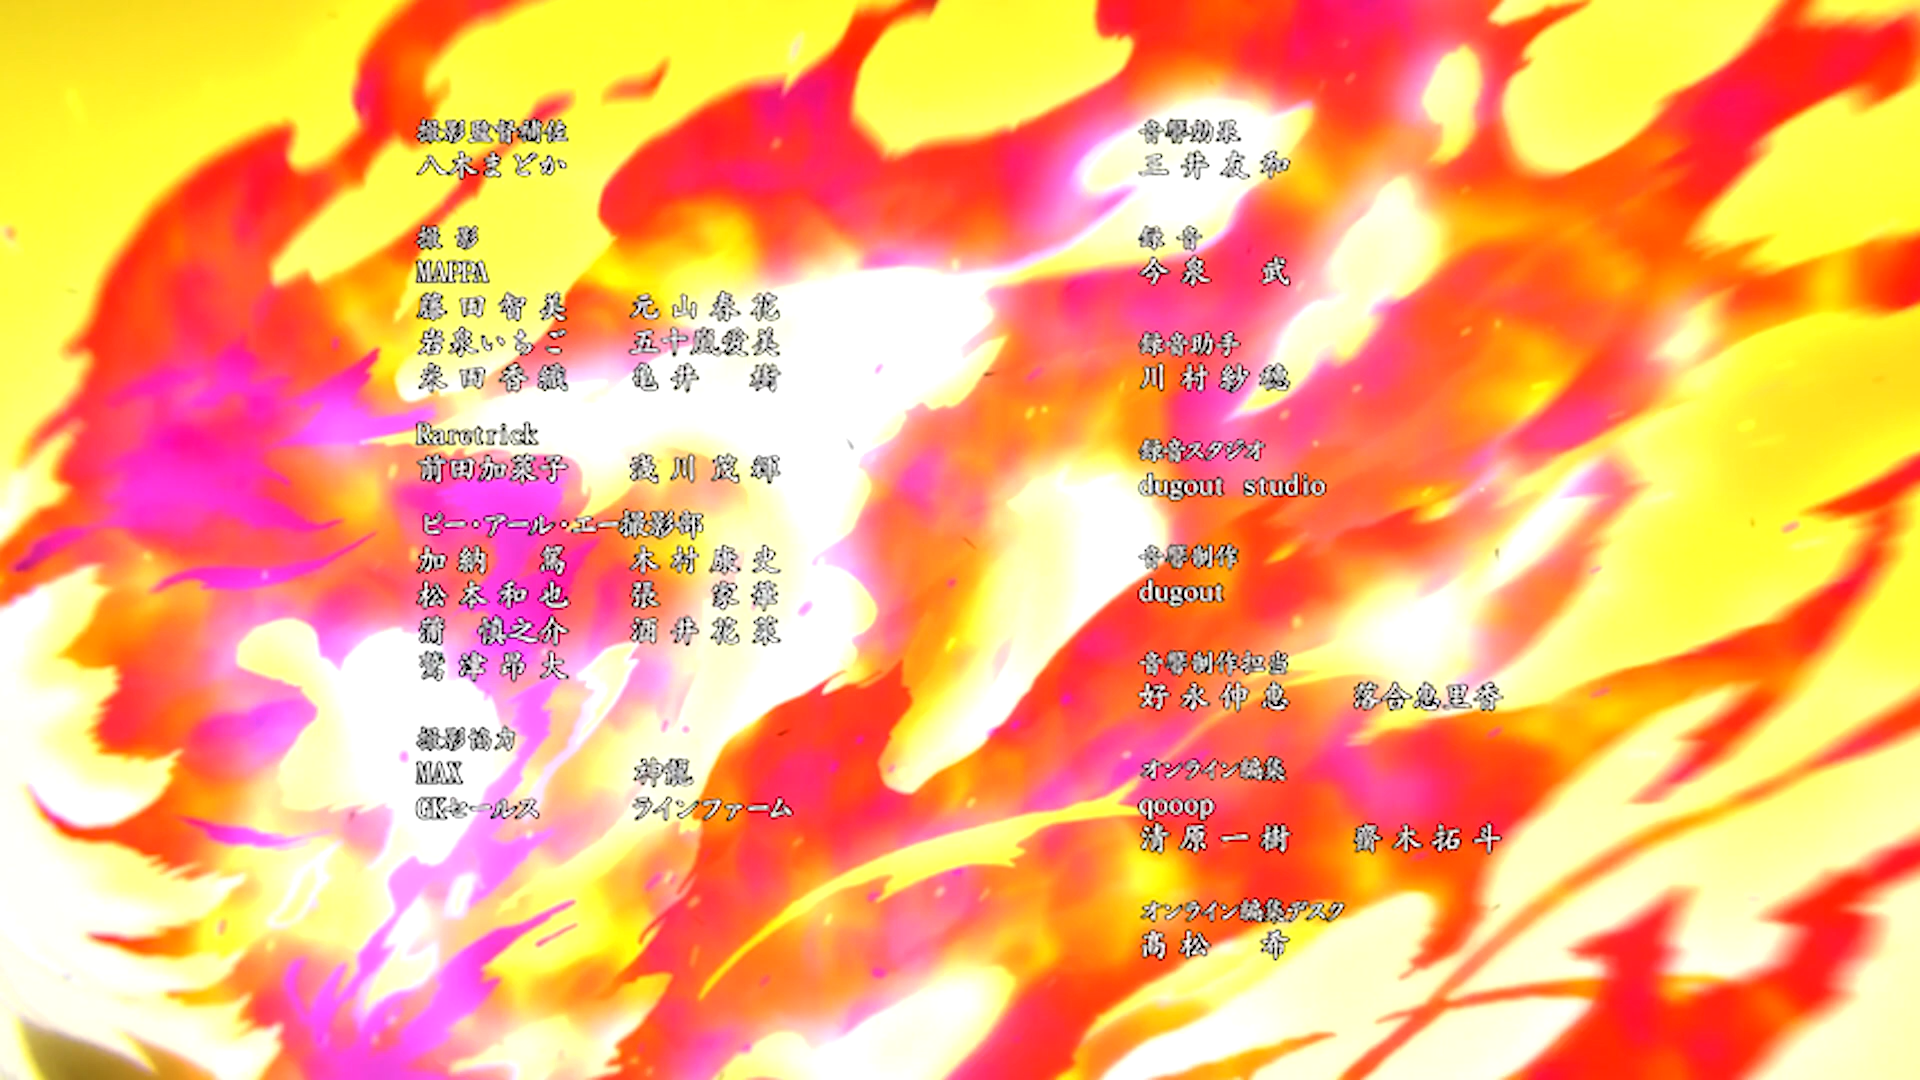 撮影監督補佐
八木まどか
撮影
MAPPA
藤田智美　元山春花
岩泉いちご　五十嵐愛美
米田香織　亀井　樹
Raretrick
前田加菜子　浅川茂輝
ピー・アール・エー撮影部
加納　篤　木村康史
松本和也　張　家華
蒲　慎之介　酒井花菜
鷲津昂大
撮影協力
MAX　神龍
GKセールス　ラインファーム
音響効果
三井友和
録音
今泉　武
録音助手
川村紗穂
録音スタジオ
dugout studio
音響制作
dugout
音響制作担当
好永伸恵　落合恵里香
オンライン編集
qooop
清原一樹　齊木拓斗
オンライン編集デスク
髙松　希